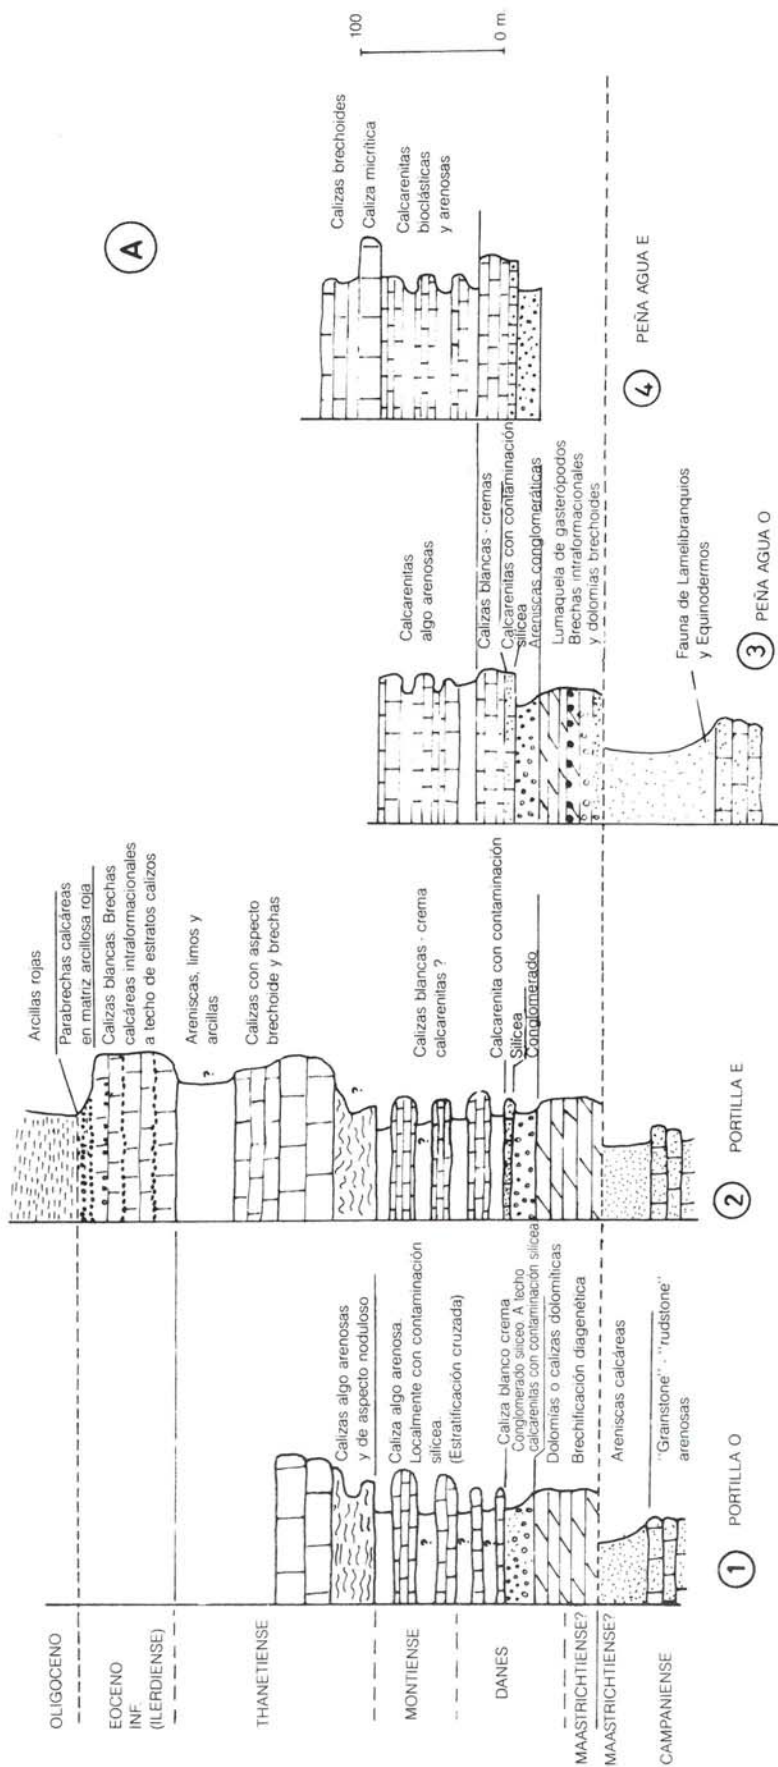 A
100
0 m.
OLIGOCENO
EOCENO
INF.
(ILERDIENSE)
THANETIENSE
MONTIENSE
DANES
MAASTRICHTIENSE?
MAASTRICHTIENSE?
CAMPANIENSE
Calizas algo arenosas
y de aspecto noduloso
Caliza algo arenosa.
Localmente con contaminación
silícea.
(Estratificación cruzada)
Caliza blanco crema
Conglomerado silíceo. A techo
calcarenitas con contaminación silícea
Dolomías o calizas dolomíticas
Brechificación diagenética
Areniscas calcáreas
"Grainstone" - "rudstone"
arenosas
?
?
?
1 PORTILLA O
Arcillas rojas
Parabrechas calcáreas
en matriz arcillosa roja
Calizas blancas. Brechas
calcáreas intraformacionales
a techo de estratos calizos
Areniscas, limos y
arcillas
Calizas con aspecto
brechoide y brechas
Calizas blancas - crema
calcarenitas ?
Calcarenita con contaminación
Silícea
Conglomerado
?
?
?
?
2 PORTILLA E
Calcarenitas
algo arenosas
Calizas blancas - cremas
Calcarenitas con contaminación
silícea
Areniscas conglomeráticas
Lumaquela de gasterópodos
Brechas intraformacionales
y dolomías brechoides
Fauna de Lamelibranquios
y Equinodermos
3 PEÑA AGUA O
Calizas brechoides
Caliza micrítica
Calcarenitas
bioclásticas
y arenosas
4 PEÑA AGUA E